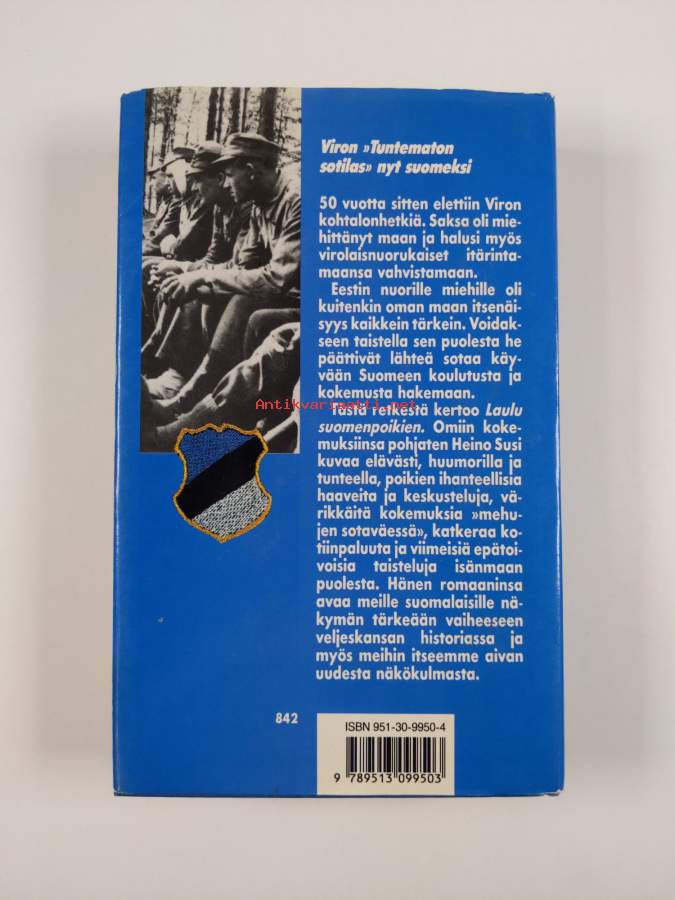 Viron »Tuntematon
sotilas» nyt suomeksi
50 vuotta sitten elettiin Viron
kohtalonhetkiä. Saksa oli mie-
hittänyt maan ja halusi myös
virolaisnuorukaiset itärinta-
maansa vahvistamaan.
Eestin nuorille miehille oli
kuitenkin oman maan itsenäi-
syys kaikkein tärkein. Voidak-
seen taistella sen puolesta he
päättivät lähteä sotaa käy-
vään Suomeen koulutusta ja
kokemusta hakemaan.
Antikvariaatti.net
Tästä retkestä kertoo Laulu
suomenpoikien. Omiin koke-
muksiinsa pohjaten Heino Susi
kuvaa elävästi, huumorilla ja
tunteella, poikien ihanteellisia
haaveita ja keskusteluja, vä-
rikkäitä kokemuksia »mehu-
jen sotaväessä», katkeraa ko-
tiinpaluuta ja viimeisiä epätoi-
voisia taisteluja isänmaan
puolesta. Hänen romaaninsa
avaa meille suomalaisille nä-
kymän tärkeään vaiheeseen
veljeskansan historiassa ja
myös meihin itseemme aivan
uudesta näkökulmasta.
842
ISBN 951-30-9950-4
9 789513 099503